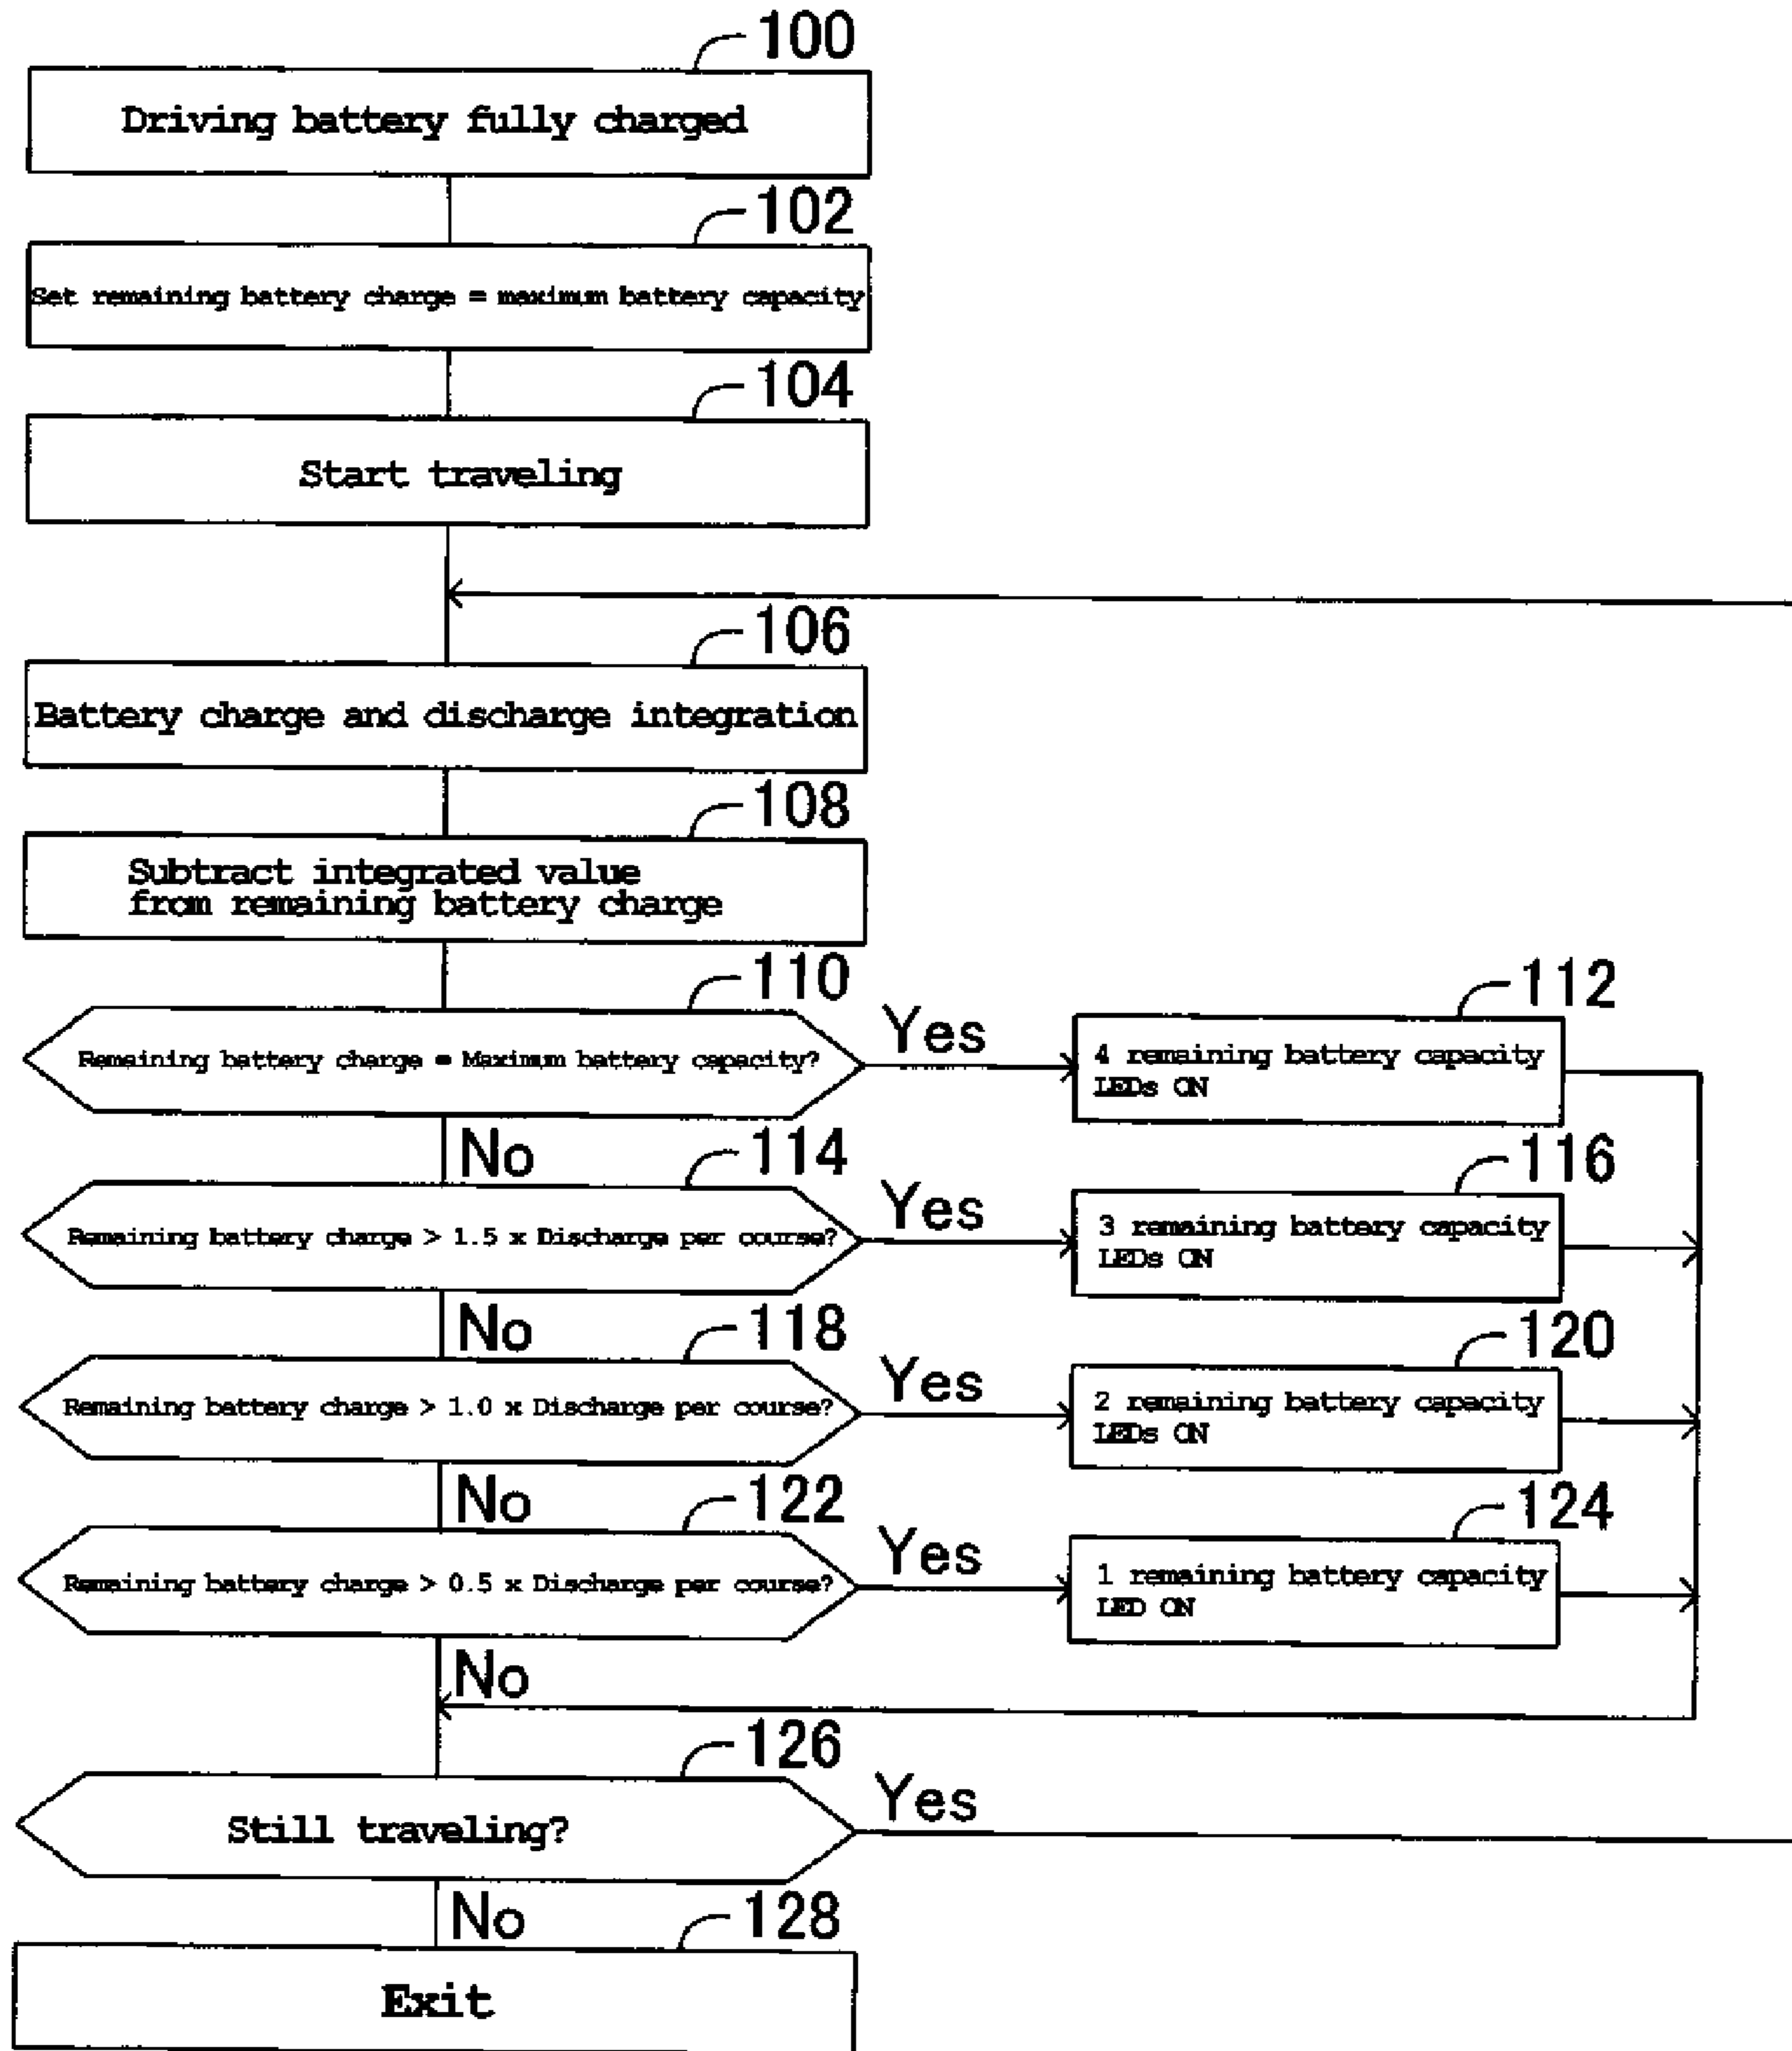 100
Driving battery fully charged
102
Set remaining battery charge = maximum battery capacity
104
Start traveling
106
Battery charge and discharge integration
108
Subtract integrated value
from remaining battery charge
110
Remaining battery charge = Maximum battery capacity?
Yes
112
4 remaining battery capacity
LEDs ON
No
114
Remaining battery charge > 1.5 x Discharge per course?
Yes
116
3 remaining battery capacity
LEDs ON
No
118
Remaining battery charge > 1.0 x Discharge per course?
Yes
120
2 remaining battery capacity
LEDs ON
No
122
Remaining battery charge > 0.5 x Discharge per course?
Yes
124
1 remaining battery capacity
LED ON
No
126
Still traveling?
Yes
No
128
Exit